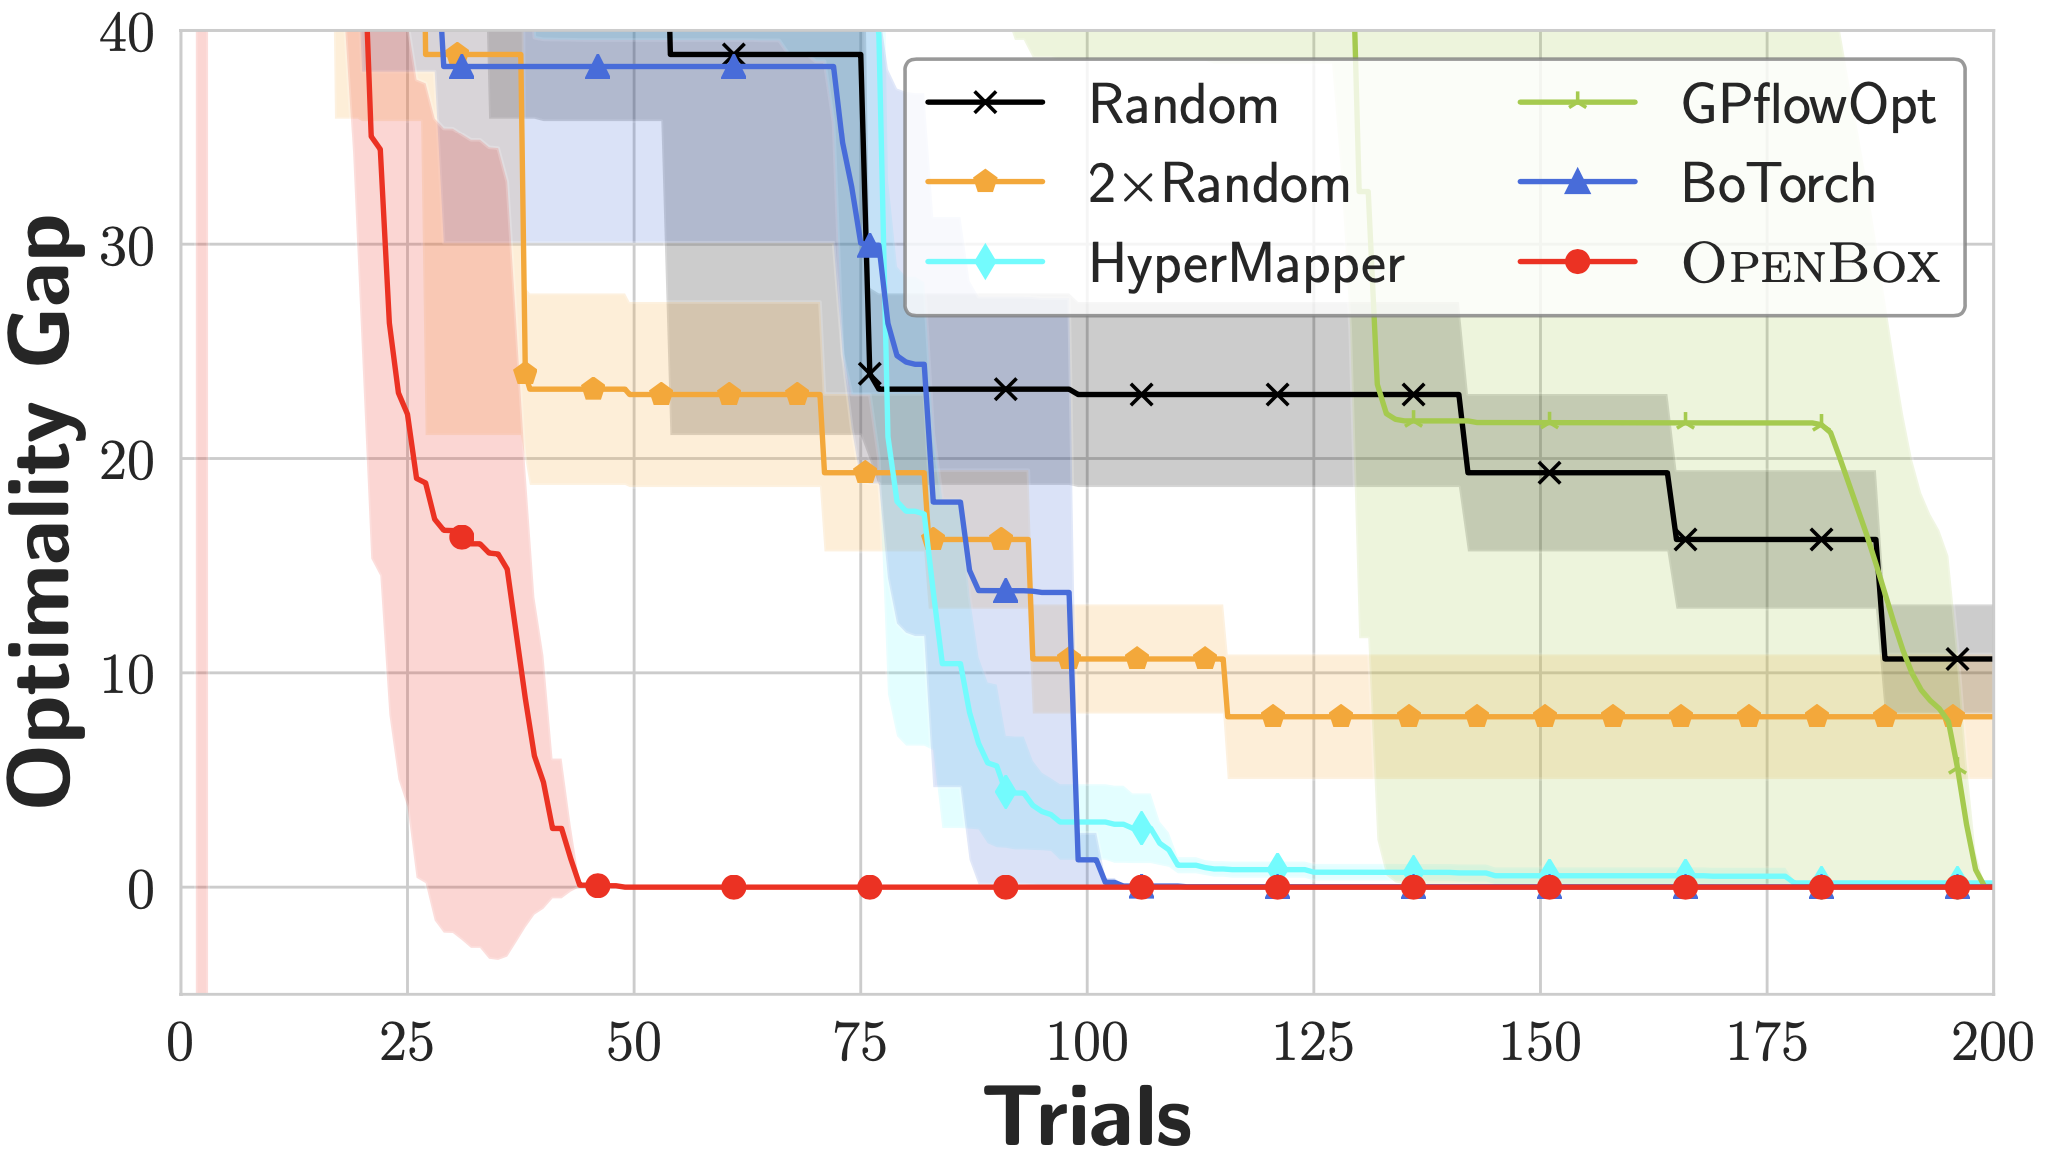 Optimality Gap
40
30
20
10
0
Random
2×Random
HyperMapper
GPflowOpt
BoTorch
OPENBOX
0 25 50 75 100 125 150 175 200
Trials